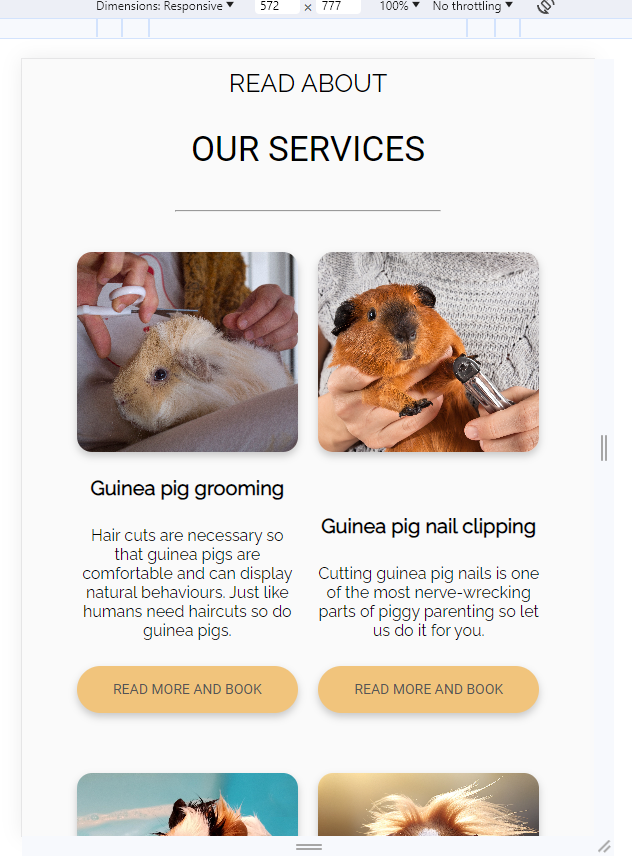 Dimensions: Responsive 572 x 777 100% No throttling
READ ABOUT
OUR SERVICES
Guinea pig grooming
Hair cuts are necessary so
that guinea pigs are
comfortable and can display
natural behaviours. Just like
humans need haircuts so do
guinea pigs.
READ MORE AND BOOK
Guinea pig nail clipping
Cutting guinea pig nails is one
of the most nerve-wrecking
parts of piggy parenting so let
us do it for you.
READ MORE AND BOOK